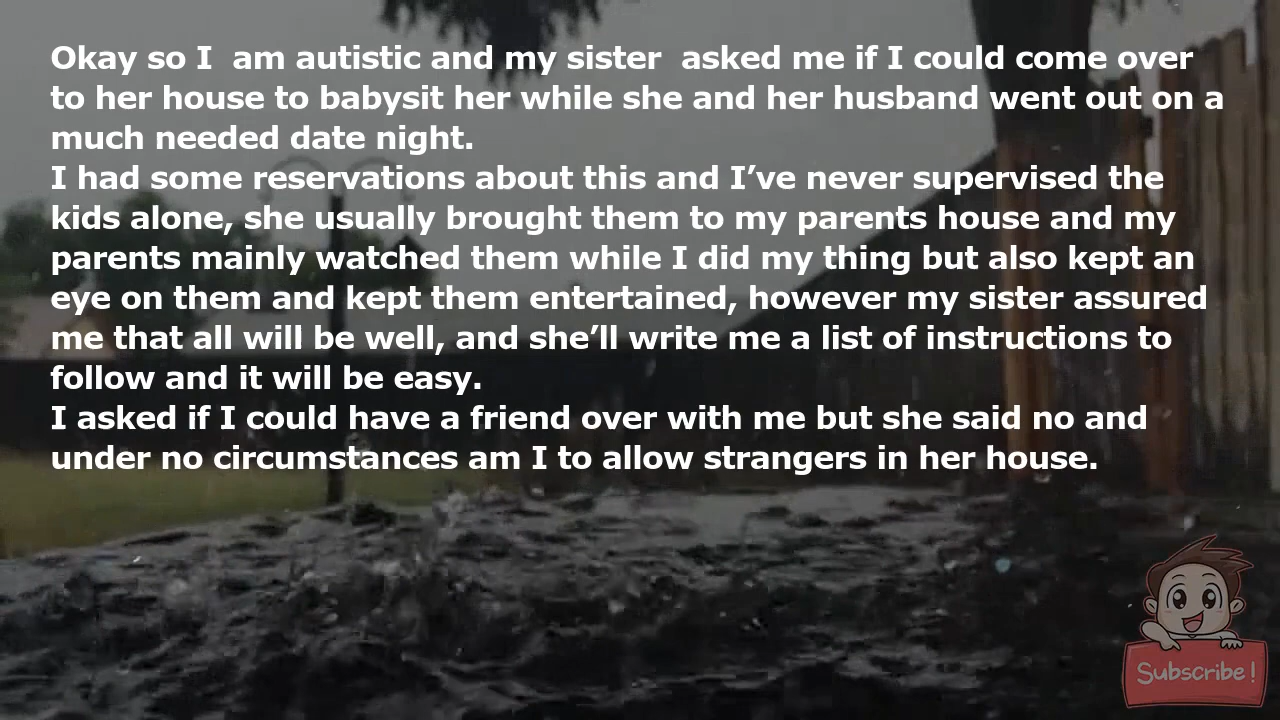 Okay so I  am autistic and my sister  asked me if I could come over
to her house to babysit her while she and her husband went out on a
much needed date night.
I had some reservations about this and I’ve never supervised the
kids alone, she usually brought them to my parents house and my
parents mainly watched them while I did my thing but also kept an
eye on them and kept them entertained, however my sister assured
me that all will be well, and she’ll write me a list of instructions to
follow and it will be easy.
I asked if I could have a friend over with me but she said no and
under no circumstances am I to allow strangers in her house.
Subscribe!